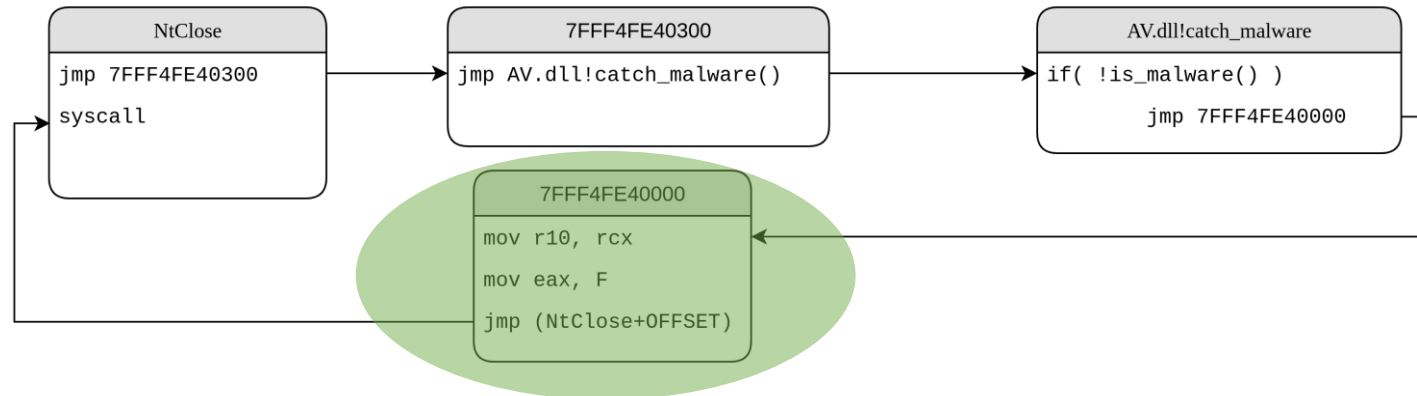 NtClose
jmp 7FFF4FE40300
syscall
7FFF4FE40300
jmp AV.dll!catch_malware()
AV.dll!catch_malware
if( !is_malware() )
jmp 7FFF4FE40000
7FFF4FE40000
mov r10, rcx
mov eax, F
jmp (NtClose+OFFSET)